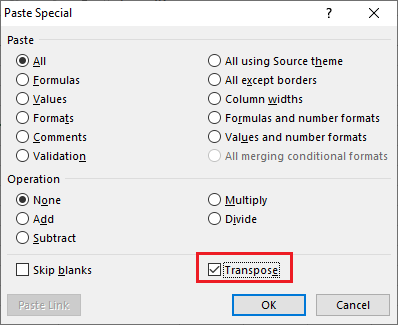 Paste Special ? ×
Paste
All
Formulas
Values
Formats
Comments
Validation
All using Source theme
All except borders
Column widths
Formulas and number formats
Values and number formats
All merging conditional formats
Operation
None
Add
Subtract
Multiply
Divide
Skip blanks
Transpose
Paste Link
OK
Cancel